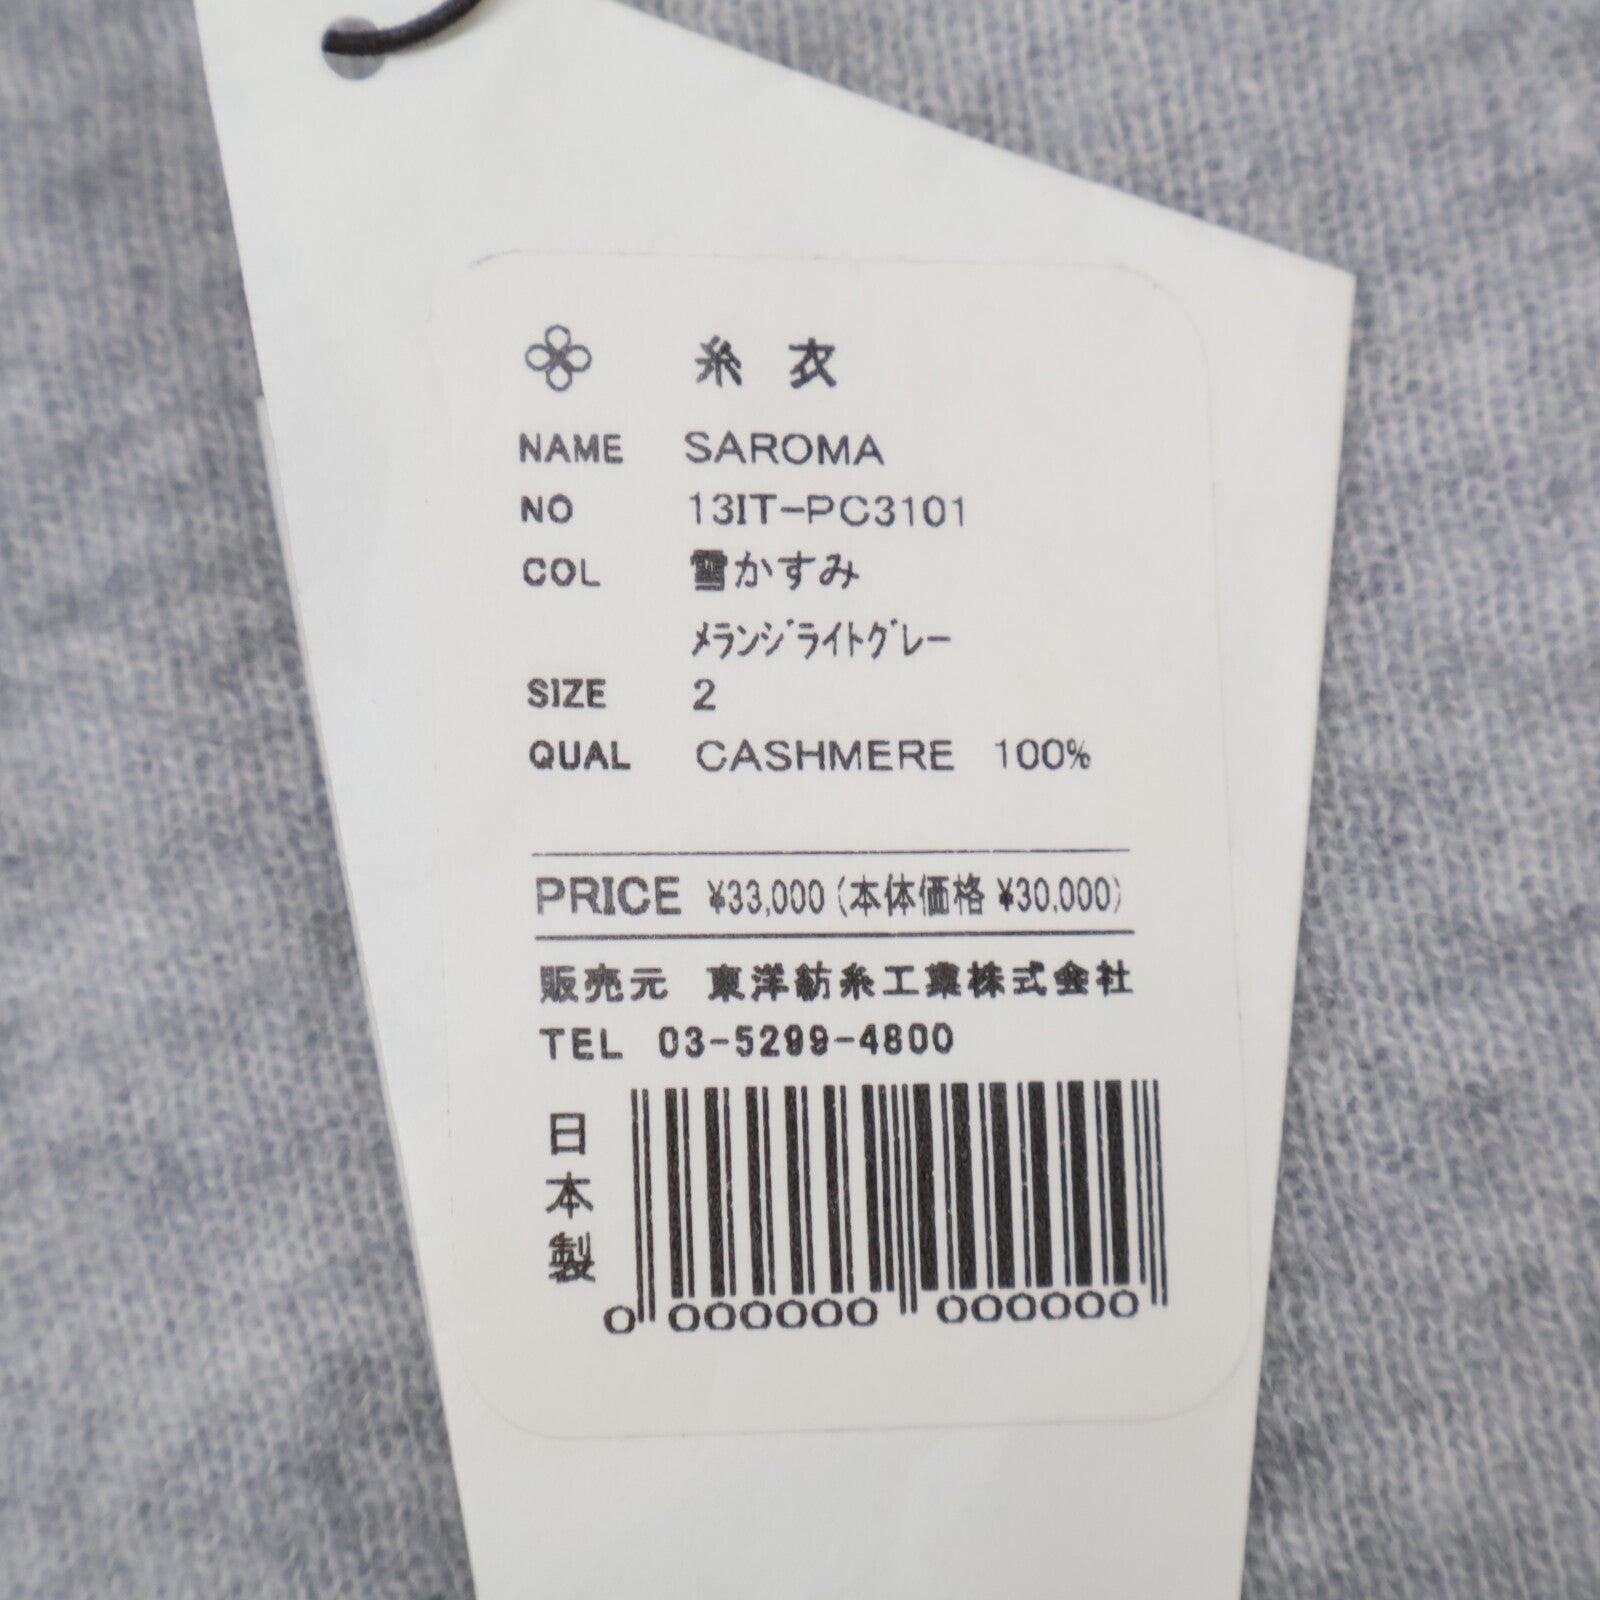 糸 衣
NAME SAROMA
NO 13IT-PC3101
COL 雪かすみ
ﾒﾗﾝｼﾞﾗｲﾄｸﾞﾚｰ
SIZE 2
QUAL CASHMERE 100%
PRICE ¥33,000 (本体価格 ¥30,000)
販売元 東洋紡糸工業株式会社
TEL 03-5299-4800
日本製
0 000000 000000